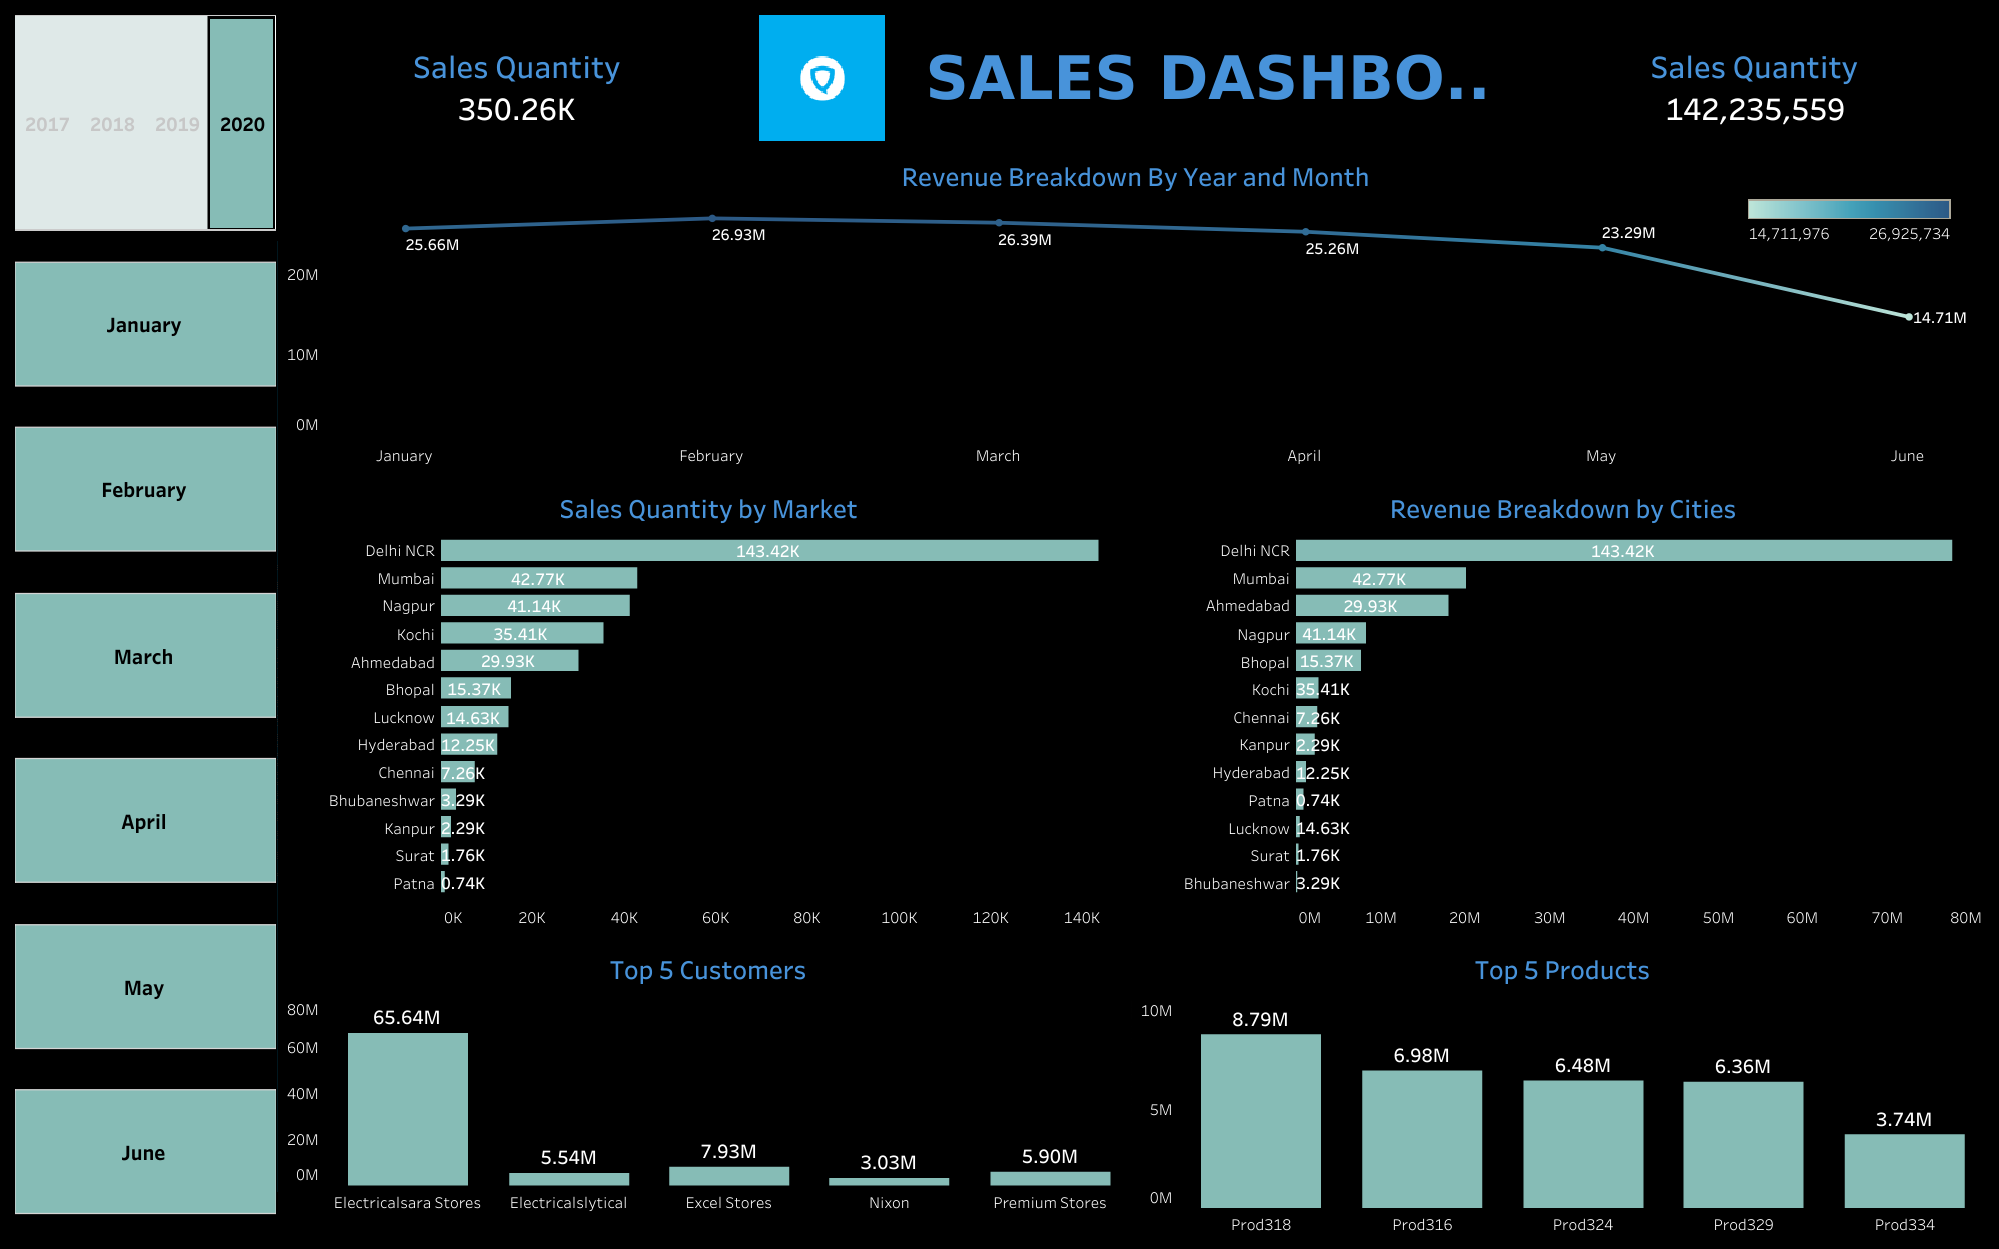 2017 2018 2019 2020
January
February
March
April
May
June
Sales Quantity
350.26K
SALES DASHBO..
Sales Quantity
142,235,559
Revenue Breakdown By Year and Month
14,711,976 26,925,734
25.66M 26.93M 26.39M 25.26M 23.29M 14.71M
20M
10M
0M
January February March April May June
Sales Quantity by Market
Delhi NCR 143.42K
Mumbai 42.77K
Nagpur 41.14K
Kochi 35.41K
Ahmedabad 29.93K
Bhopal 15.37K
Lucknow 14.63K
Hyderabad 12.25K
Chennai 7.26K
Bhubaneshwar 3.29K
Kanpur 2.29K
Surat 1.76K
Patna 0.74K
0K 20K 40K 60K 80K 100K 120K 140K
Revenue Breakdown by Cities
Delhi NCR 143.42K
Mumbai 42.77K
Ahmedabad 29.93K
Nagpur 41.14K
Bhopal 15.37K
Kochi 35.41K
Chennai 7.26K
Kanpur 2.29K
Hyderabad 12.25K
Patna 0.74K
Lucknow 14.63K
Surat 1.76K
Bhubaneshwar 3.29K
0M 10M 20M 30M 40M 50M 60M 70M 80M
Top 5 Customers
80M
60M
40M
20M
0M
65.64M 5.54M 7.93M 3.03M 5.90M
Electricalsara Stores Electricalslytical Excel Stores Nixon Premium Stores
Top 5 Products
10M
5M
0M
8.79M 6.98M 6.48M 6.36M 3.74M
Prod318 Prod316 Prod324 Prod329 Prod334